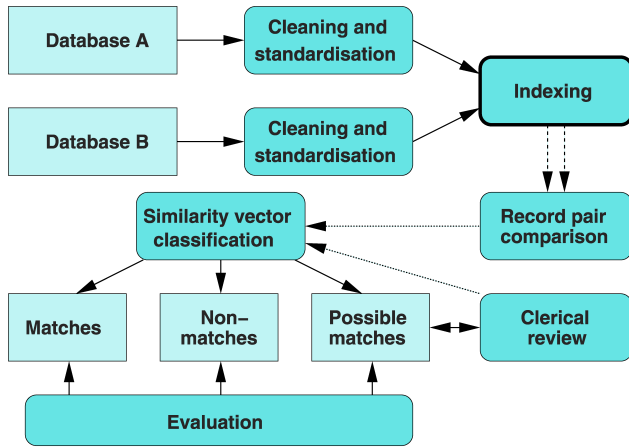 Database A
Cleaning and
standardisation
Indexing
Database B
Cleaning and
standardisation
Similarity vector
classification
Record pair
comparison
Matches
Non−
matches
Possible
matches
Clerical
review
Evaluation